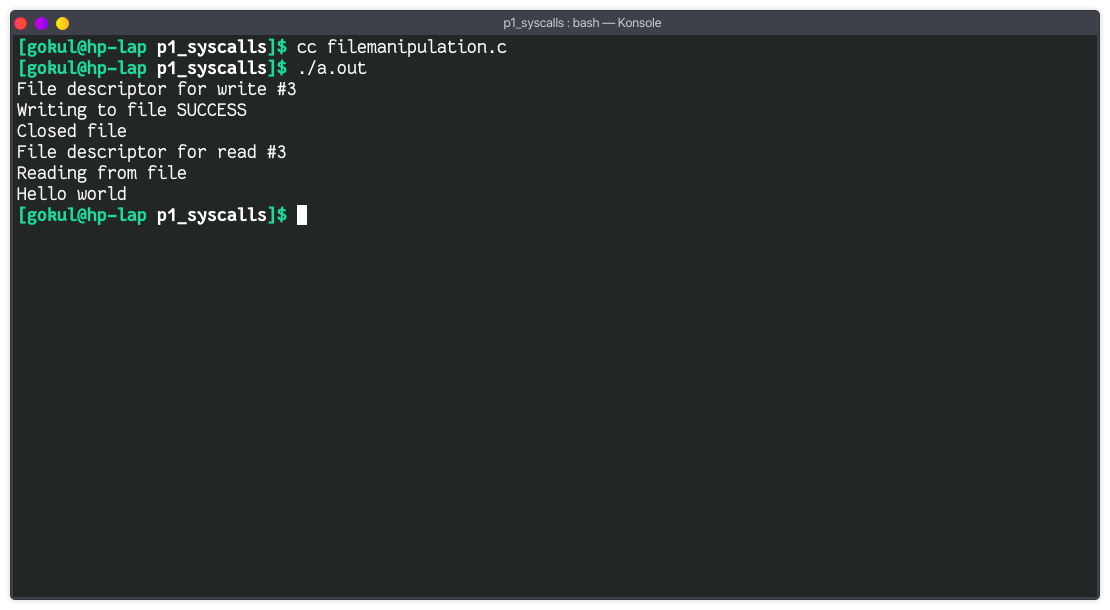 p1_syscalls : bash — Konsole
[gokul@hp-lap p1_syscalls]$ cc filemanipulation.c
[gokul@hp-lap p1_syscalls]$ ./a.out
File descriptor for write #3
Writing to file SUCCESS
Closed file
File descriptor for read #3
Reading from file
Hello world
[gokul@hp-lap p1_syscalls]$